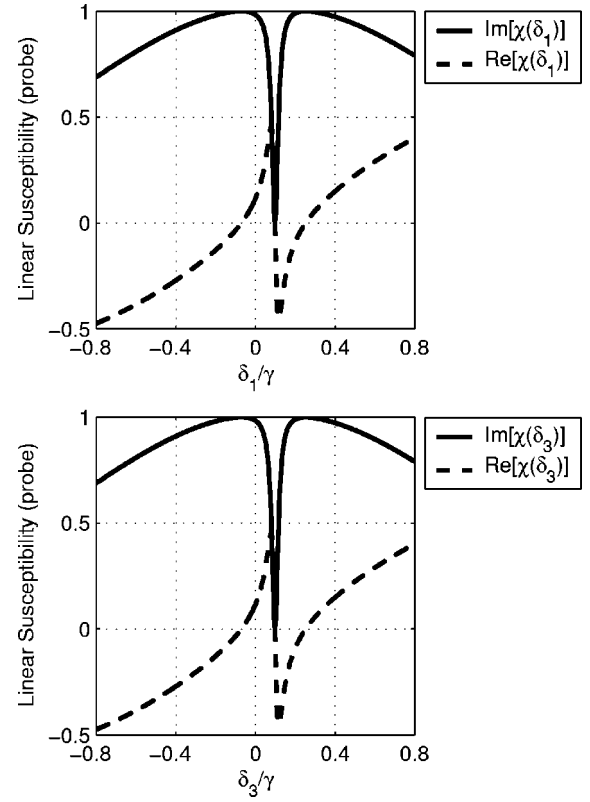 1
Im[χ(δ₁)]
Re[χ(δ₁)]
0.5
0
−0.5
Linear Susceptibility (probe)
−0.8 −0.4 0 0.4 0.8
δ₁/γ
1
Im[χ(δ₃)]
Re[χ(δ₃)]
0.5
0
−0.5
Linear Susceptibility (probe)
−0.8 −0.4 0 0.4 0.8
δ₃/γ